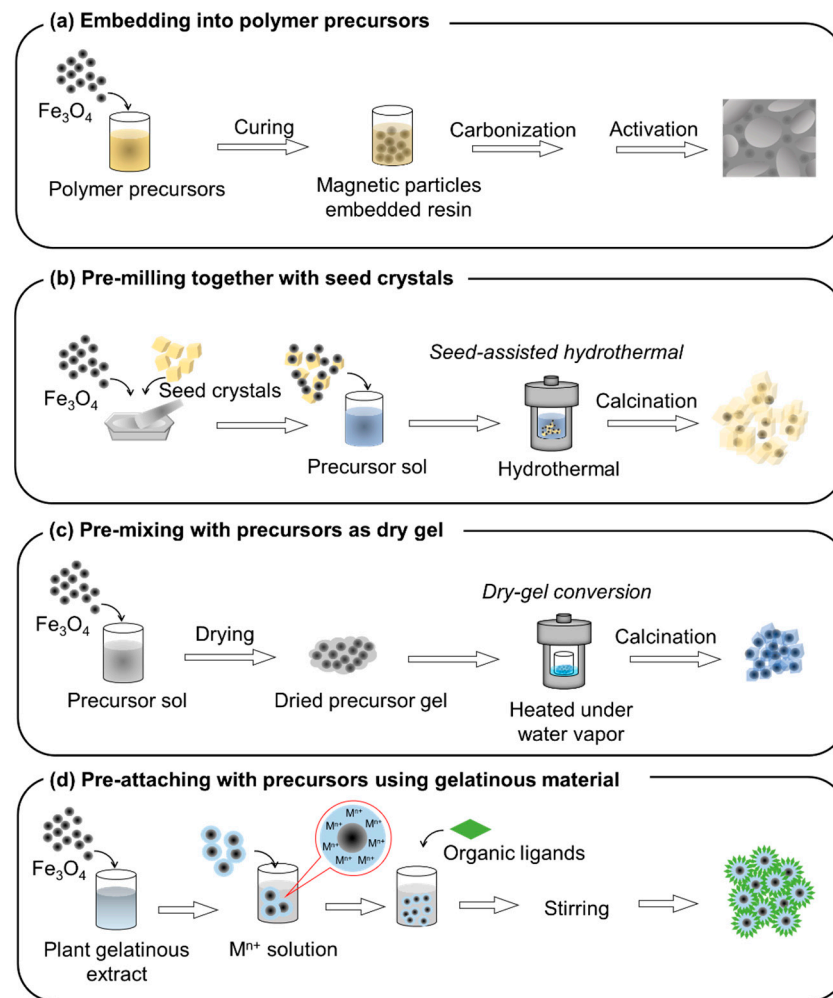 (a) Embedding into polymer precursors
Fe₃O₄
Curing
Carbonization
Activation
Polymer precursors
Magnetic particles
embedded resin
(b) Pre-milling together with seed crystals
Seed-assisted hydrothermal
Fe₃O₄
Seed crystals
Calcination
Precursor sol
Hydrothermal
(c) Pre-mixing with precursors as dry gel
Dry-gel conversion
Fe₃O₄
Drying
Calcination
Precursor sol
Dried precursor gel
Heated under
water vapor
(d) Pre-attaching with precursors using gelatinous material
Mⁿ⁺
Mⁿ⁺ Mⁿ⁺
Mⁿ⁺ Mⁿ⁺
Mⁿ⁺ Mⁿ⁺
Fe₃O₄
Organic ligands
Stirring
Plant gelatinous
extract
Mⁿ⁺ solution